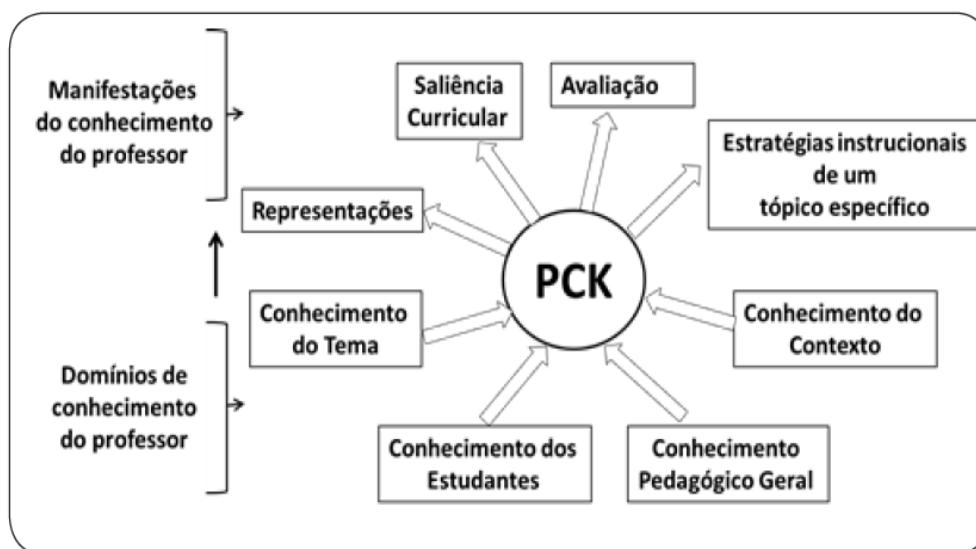 Manifestações
do conhecimento
do professor
Saliência
Curricular
Avaliação
Estratégias instrucionais
de um
tópico específico
Representações
PCK
Conhecimento
do Tema
Conhecimento do
Contexto
Domínios de
conhecimento
do professor
Conhecimento dos
Estudantes
Conhecimento
Pedagógico Geral